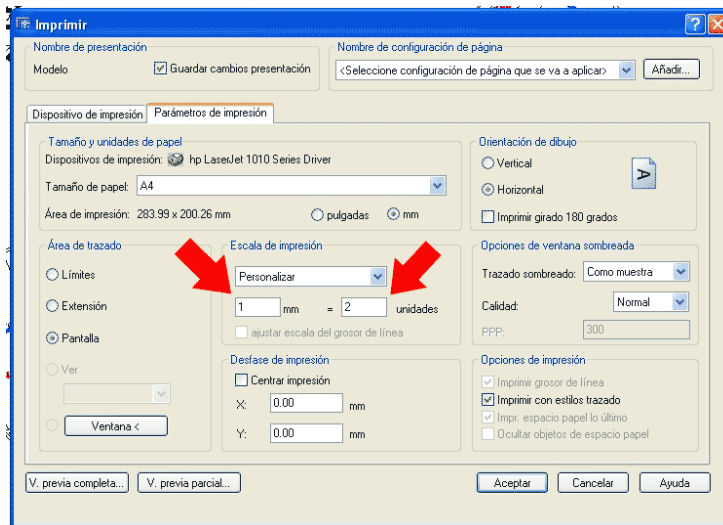 Imprimir
Nombre de presentación
Modelo
Guardar cambios presentación
Nombre de configuración de página
<Seleccione configuración de página que se va a aplicar>
Añadir...
Dispositivo de impresión
Parámetros de impresión
Tamaño y unidades de papel
Dispositivos de impresión: hp LaserJet 1010 Series Driver
Tamaño de papel: A4
Área de impresión: 283.99 x 200.26 mm
pulgadas
mm
Orientación de dibujo
Vertical
Horizontal
Imprimir girado 180 grados
A
Área de trazado
Límites
Extensión
Pantalla
Ver
Ventana <
Escala de impresión
Personalizar
1 mm = 2 unidades
ajustar escala del grosor de línea
Desfase de impresión
Centrar impresión
X: 0.00 mm
Y: 0.00 mm
Opciones de ventana sombreada
Trazado sombreado: Como muestra
Calidad: Normal
PPP: 300
Opciones de impresión
Imprimir grosor de línea
Imprimir con estilos trazado
Impr. espacio papel lo último
Ocultar objetos de espacio papel
V. previa completa...
V. previa parcial...
Aceptar
Cancelar
Ayuda